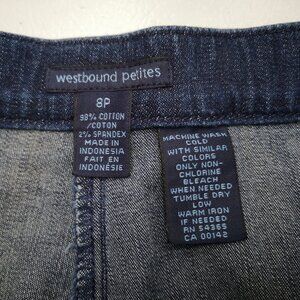 westbound petites
8P
98% COTTON
/COTON
2% SPANDEX
MADE IN
INDONESIA
FAIT EN
INDONESIA
MACHINE WASH
COLD
WITH SIMILAR
COLORS
ONLY NON-
CHLORINE
BLEACH
WHEN NEEDED
TUMBLE DRY
LOW
WARM IRON
IF NEEDED
RN 54365
CA 00142